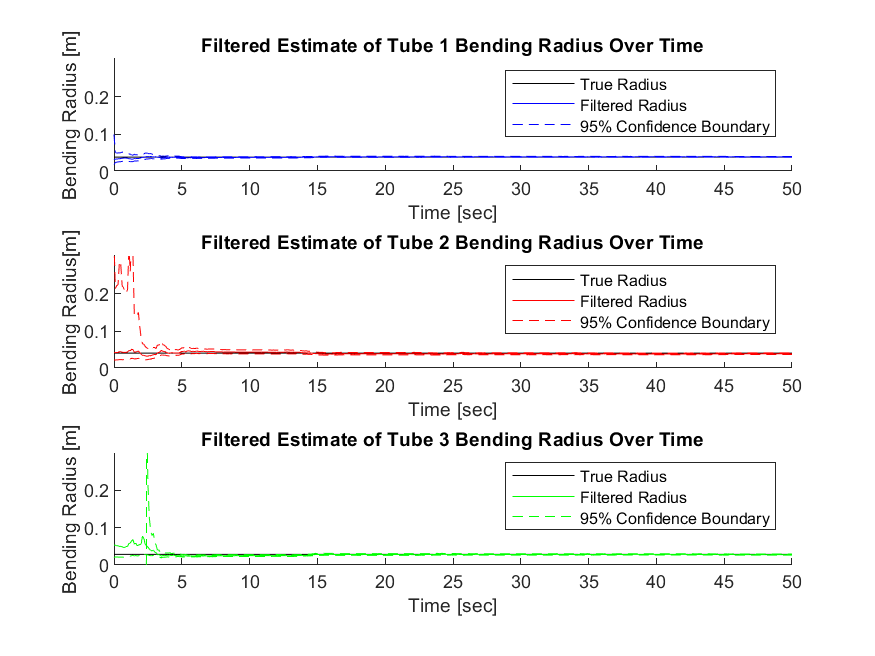 Filtered Estimate of Tube 1 Bending Radius Over Time
Bending Radius [m]
0.2
0.1
0
True Radius
Filtered Radius
95% Confidence Boundary
0 5 10 15 20 25 30 35 40 45 50
Time [sec]
Filtered Estimate of Tube 2 Bending Radius Over Time
Bending Radius[m]
0.2
0.1
0
True Radius
Filtered Radius
95% Confidence Boundary
0 5 10 15 20 25 30 35 40 45 50
Time [sec]
Filtered Estimate of Tube 3 Bending Radius Over Time
Bending Radius [m]
0.2
0.1
0
True Radius
Filtered Radius
95% Confidence Boundary
0 5 10 15 20 25 30 35 40 45 50
Time [sec]